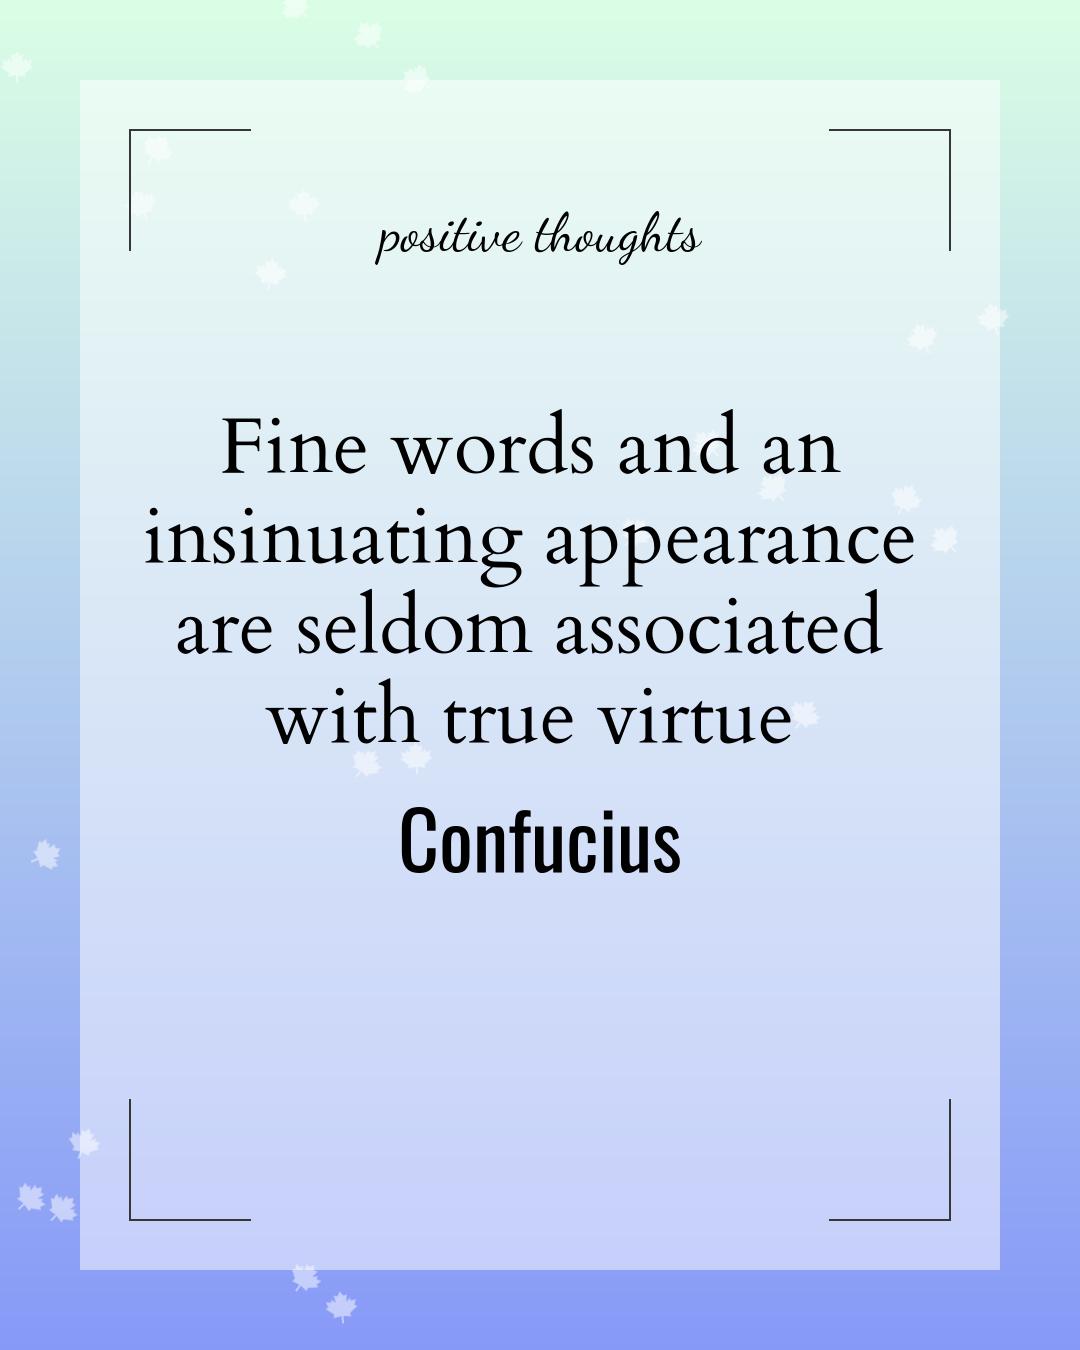 positive thoughts
Fine words and an
insinuating appearance
are seldom associated
with true virtue
Confucius